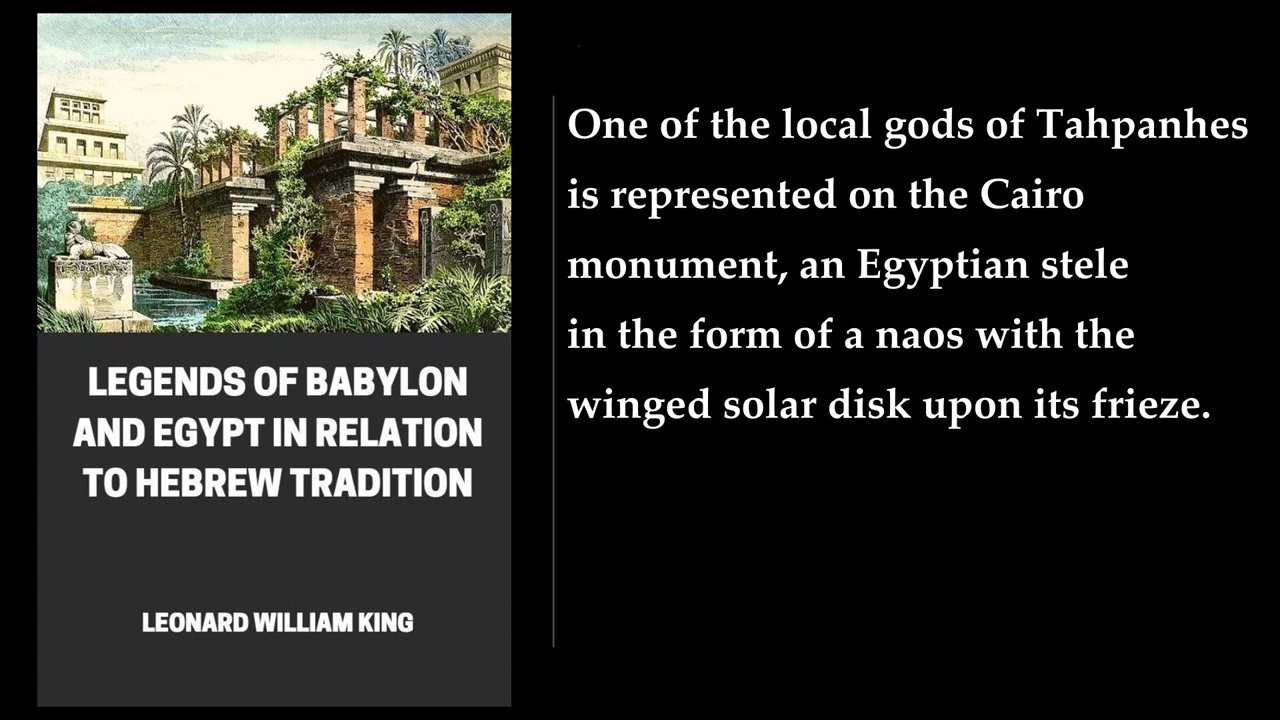 LEGENDS OF BABYLON
AND EGYPT IN RELATION
TO HEBREW TRADITION
LEONARD WILLIAM KING
One of the local gods of Tahpanhes
is represented on the Cairo
monument, an Egyptian stele
in the form of a naos with the
winged solar disk upon its frieze.